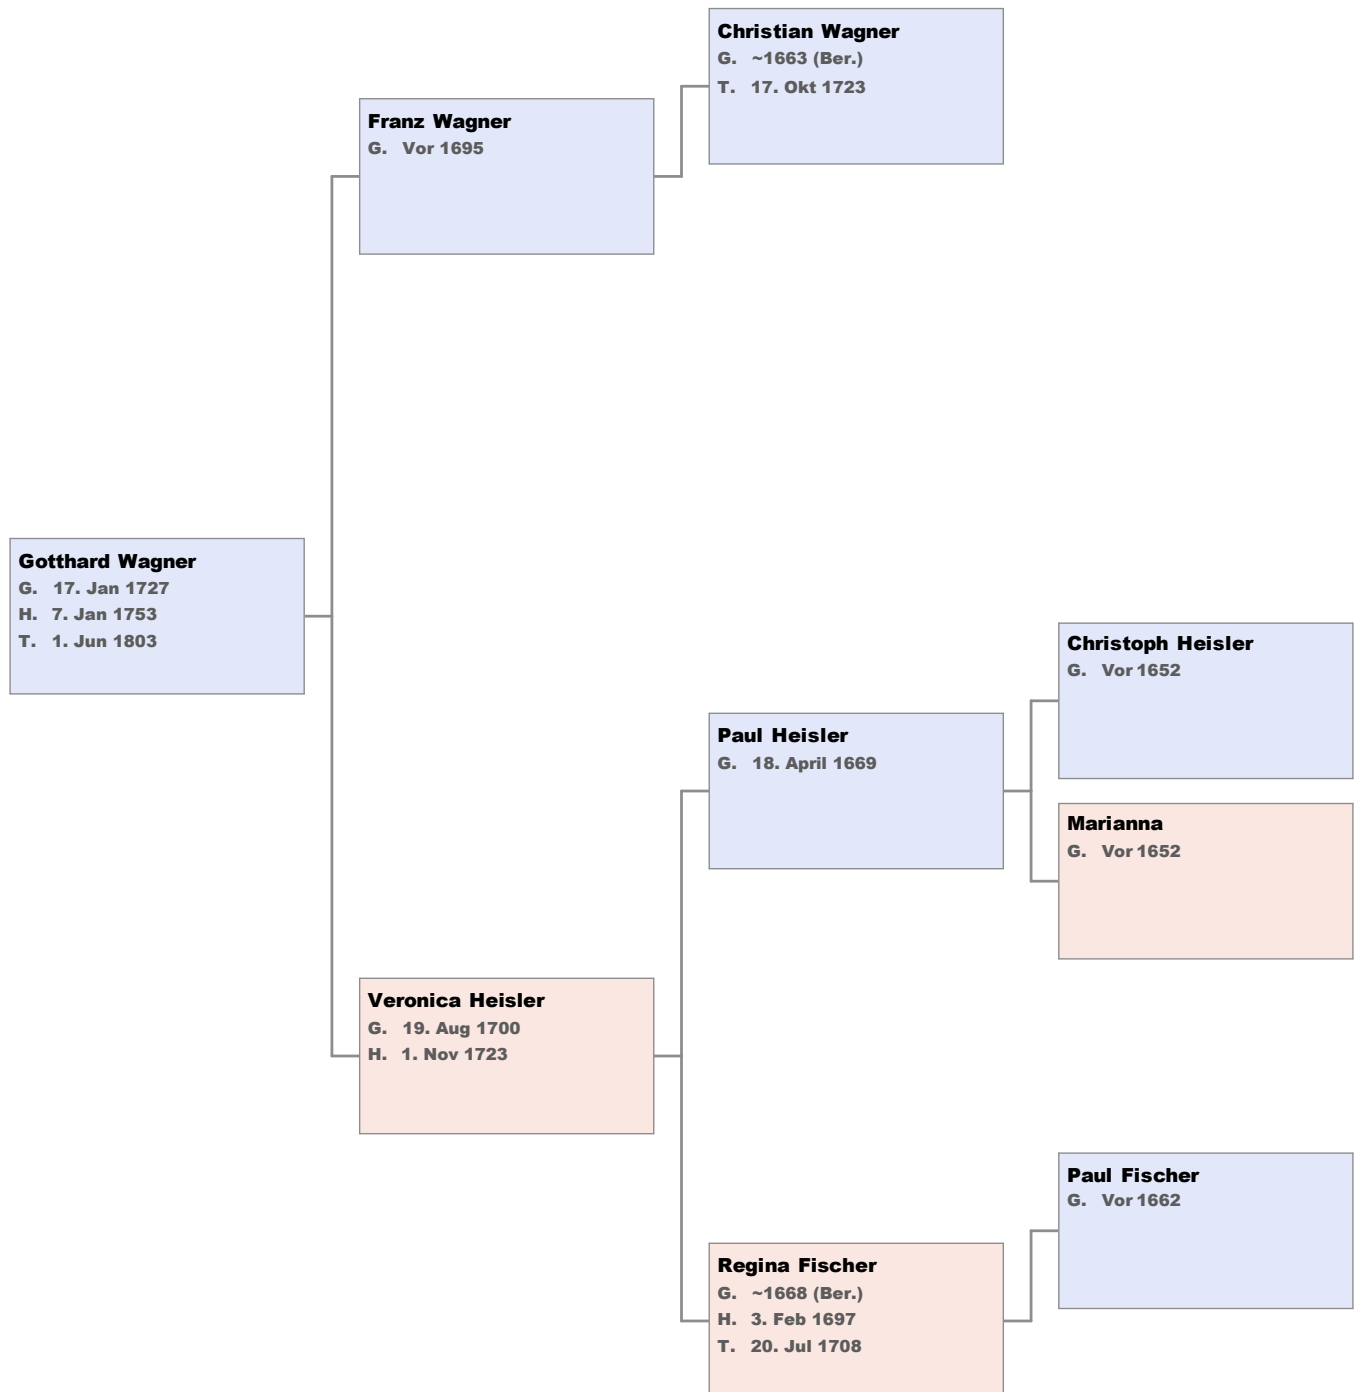 Christian Wagner
G. ~1663 (Ber.)
T. 17. Okt 1723
Franz Wagner
G. Vor 1695
Gotthard Wagner
G. 17. Jan 1727
H. 7. Jan 1753
T. 1. Jun 1803
Christoph Heisler
G. Vor 1652
Paul Heisler
G. 18. April 1669
Marianna
G. Vor 1652
Veronica Heisler
G. 19. Aug 1700
H. 1. Nov 1723
Paul Fischer
G. Vor 1662
Regina Fischer
G. ~1668 (Ber.)
H. 3. Feb 1697
T. 20. Jul 1708